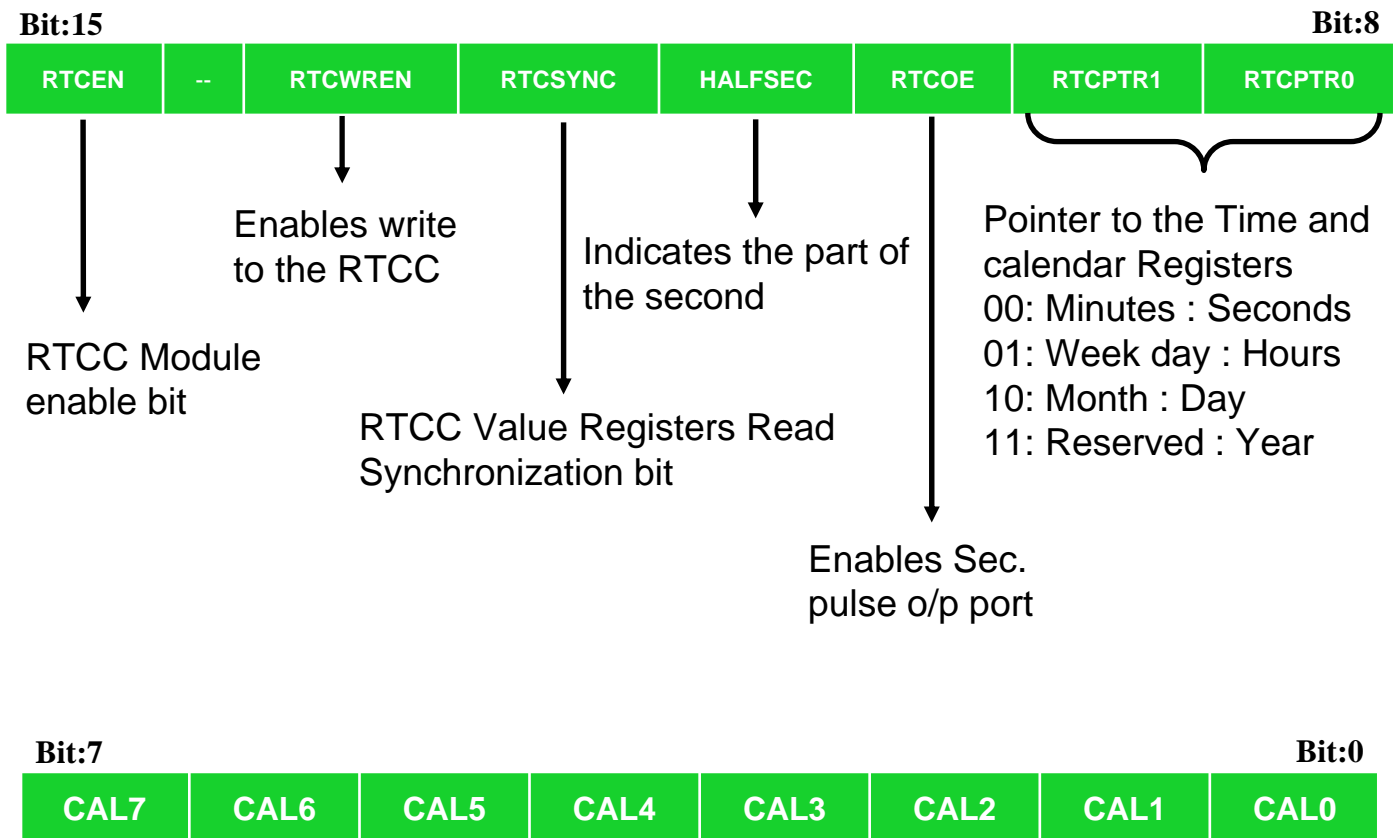 Bit:15 Bit:8
RTCEN -- RTCWREN RTCSYNC HALFSEC RTCOE RTCPTR1 RTCPTR0
Enables write
to the RTCC
Indicates the part of
the second
Pointer to the Time and
calendar Registers
00: Minutes : Seconds
01: Week day : Hours
10: Month : Day
11: Reserved : Year
RTCC Module
enable bit
RTCC Value Registers Read
Synchronization bit
Enables Sec.
pulse o/p port
Bit:7 Bit:0
CAL7 CAL6 CAL5 CAL4 CAL3 CAL2 CAL1 CAL0